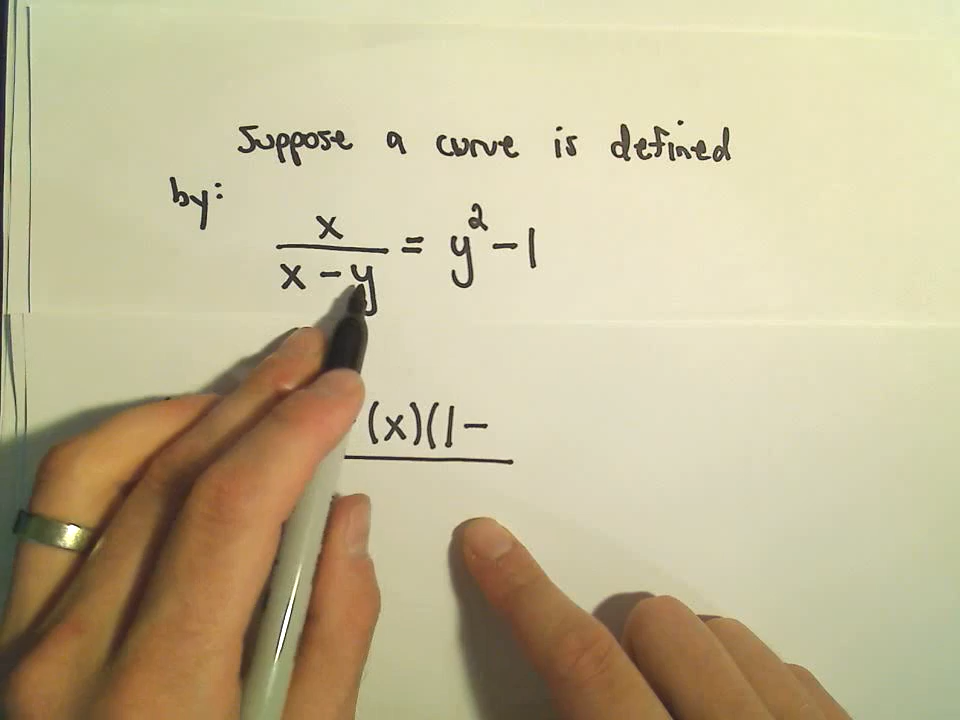 Suppose a curve is defined
by:
x
x - y = y² - 1
(x)(1 -